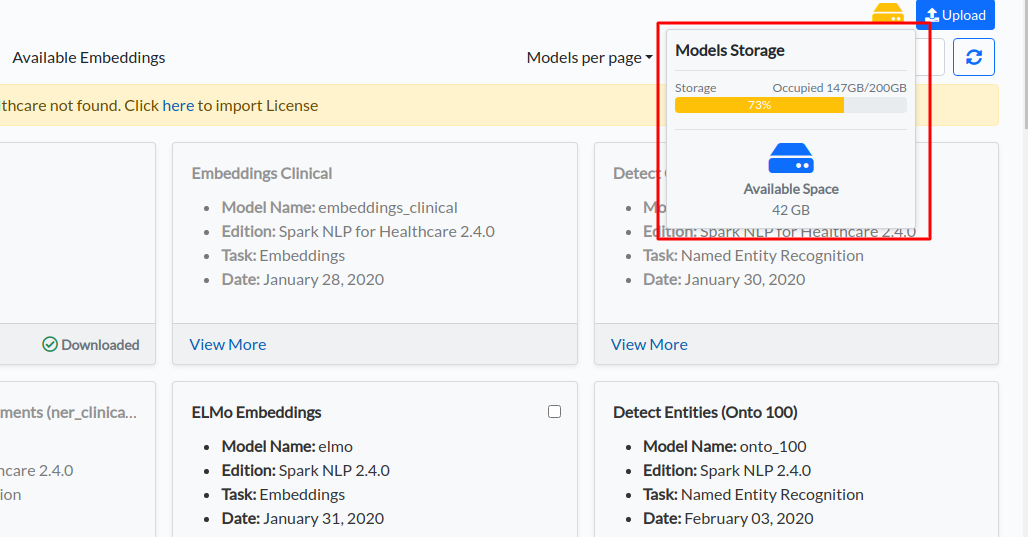 Upload
Available Embeddings
Models per page
Models Storage
Storage Occupied 147GB/200GB
73%
Available Space
42 GB
lthcare not found. Click here to import License
Downloaded
Embeddings Clinical
Model Name: embeddings_clinical
Edition: Spark NLP for Healthcare 2.4.0
Task: Embeddings
Date: January 28, 2020
View More
Detect
Mo
Edition: Spark NLP for Healthcare 2.4.0
Task: Named Entity Recognition
Date: January 30, 2020
View More
ments (ner_clinica...
hcare 2.4.0
ion
ELMo Embeddings
Model Name: elmo
Edition: Spark NLP 2.4.0
Task: Embeddings
Date: January 31, 2020
Detect Entities (Onto 100)
Model Name: onto_100
Edition: Spark NLP 2.4.0
Task: Named Entity Recognition
Date: February 03, 2020